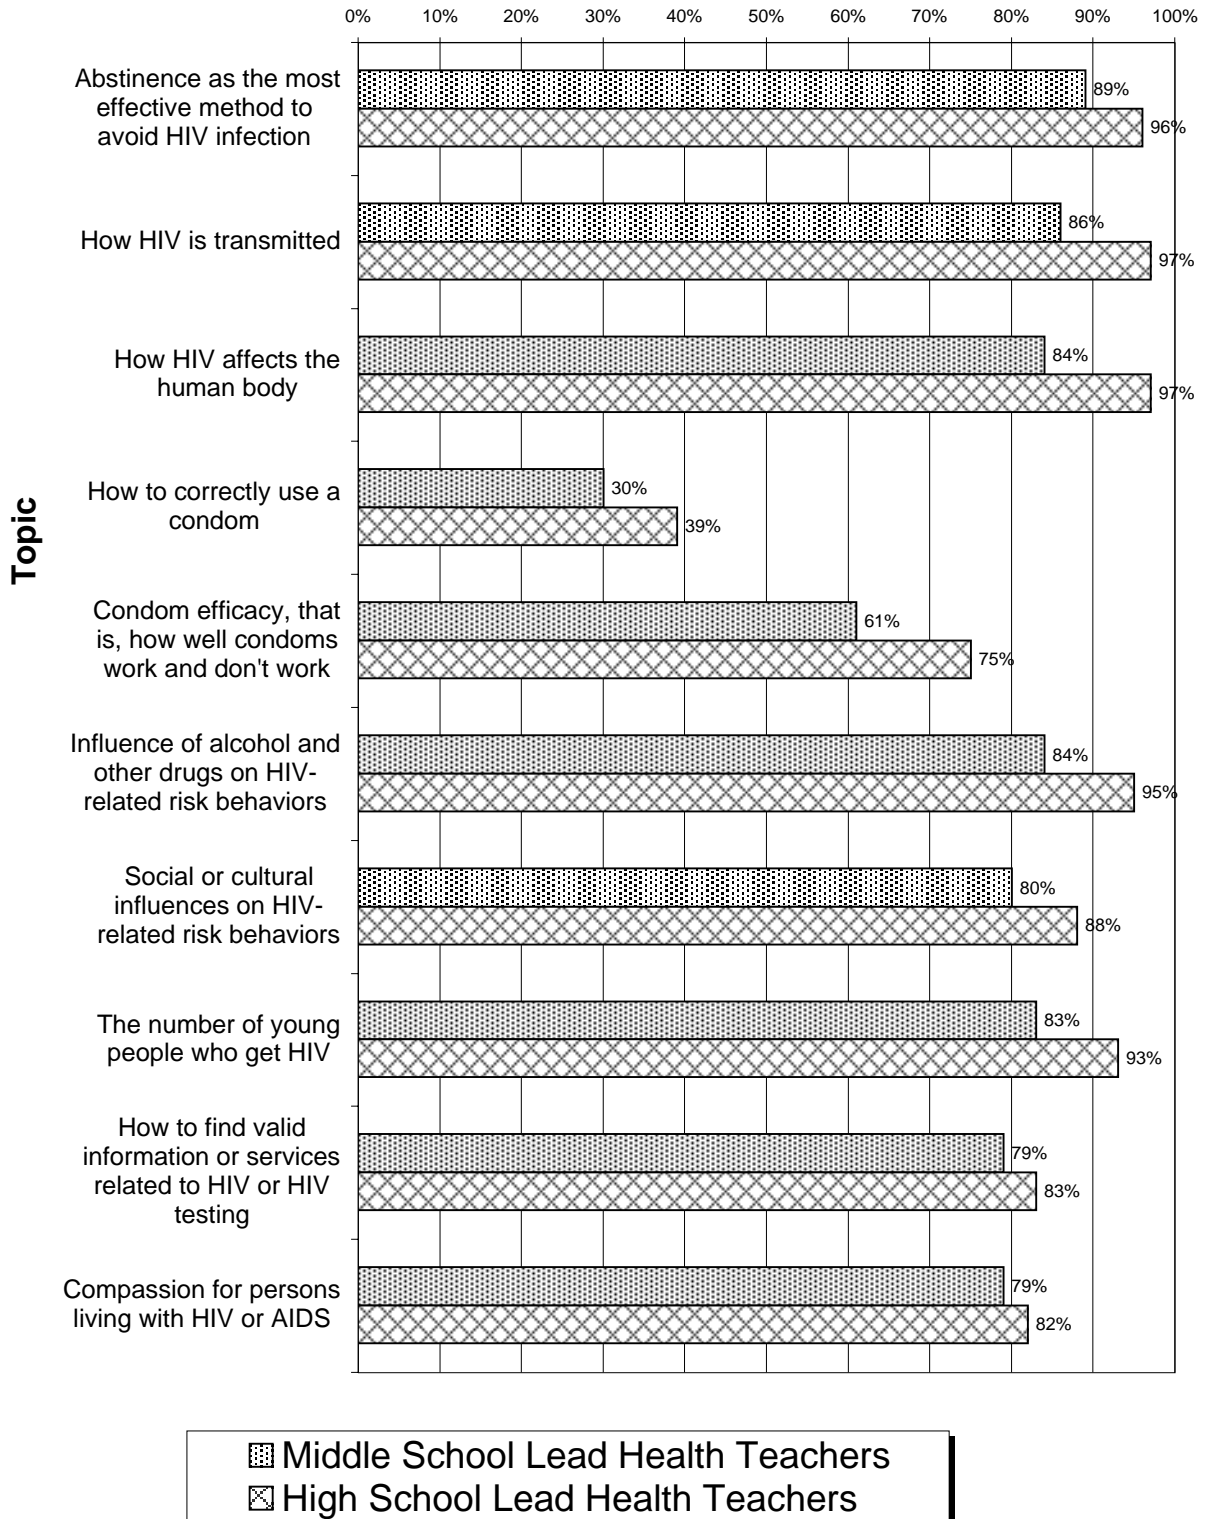 0% 10% 20% 30% 40% 50% 60% 70% 80% 90% 100%
Topic
Abstinence as the most
effective method to
avoid HIV infection
89%
96%
How HIV is transmitted
86%
97%
How HIV affects the
human body
84%
97%
How to correctly use a
condom
30%
39%
Condom efficacy, that
is, how well condoms
work and don't work
61%
75%
Influence of alcohol and
other drugs on HIV-
related risk behaviors
84%
95%
Social or cultural
influences on HIV-
related risk behaviors
80%
88%
The number of young
people who get HIV
83%
93%
How to find valid
information or services
related to HIV or HIV
testing
79%
83%
Compassion for persons
living with HIV or AIDS
79%
82%
Middle School Lead Health Teachers
High School Lead Health Teachers